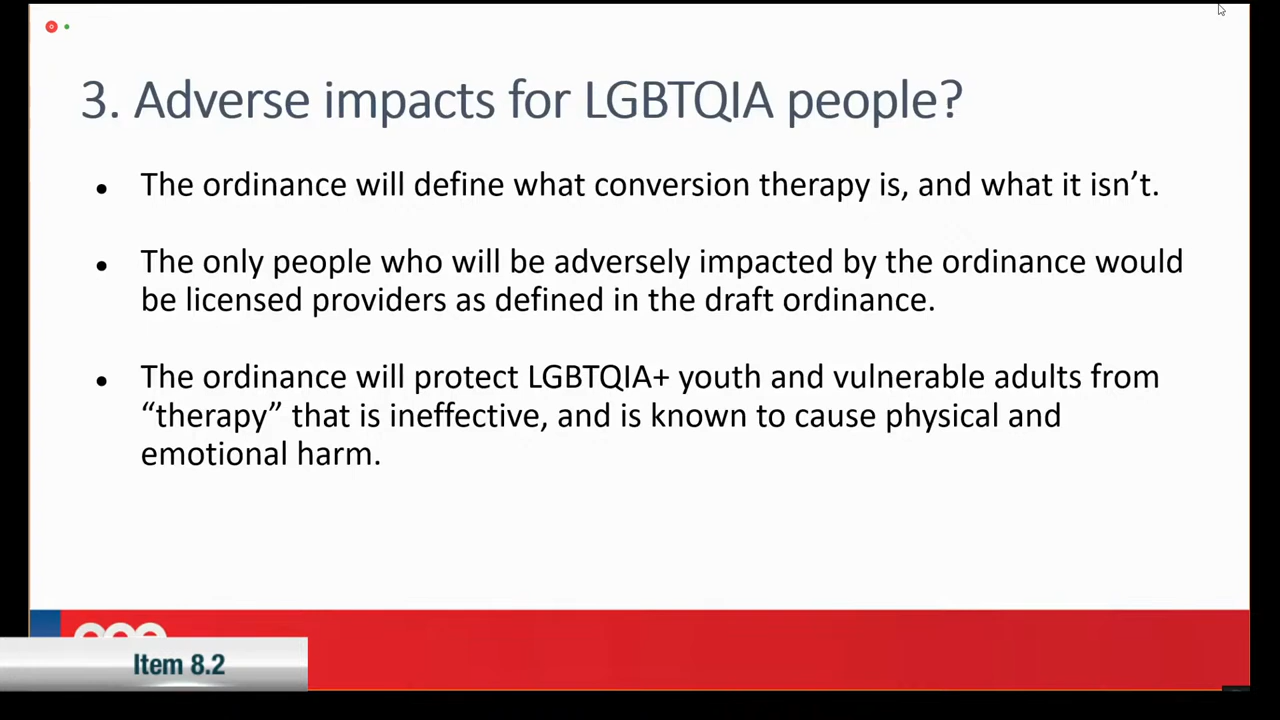 3. Adverse impacts for LGBTQIA people?
• The ordinance will define what conversion therapy is, and what it isn’t.
• The only people who will be adversely impacted by the ordinance would
be licensed providers as defined in the draft ordinance.
• The ordinance will protect LGBTQIA+ youth and vulnerable adults from
“therapy” that is ineffective, and is known to cause physical and
emotional harm.
Item 8.2